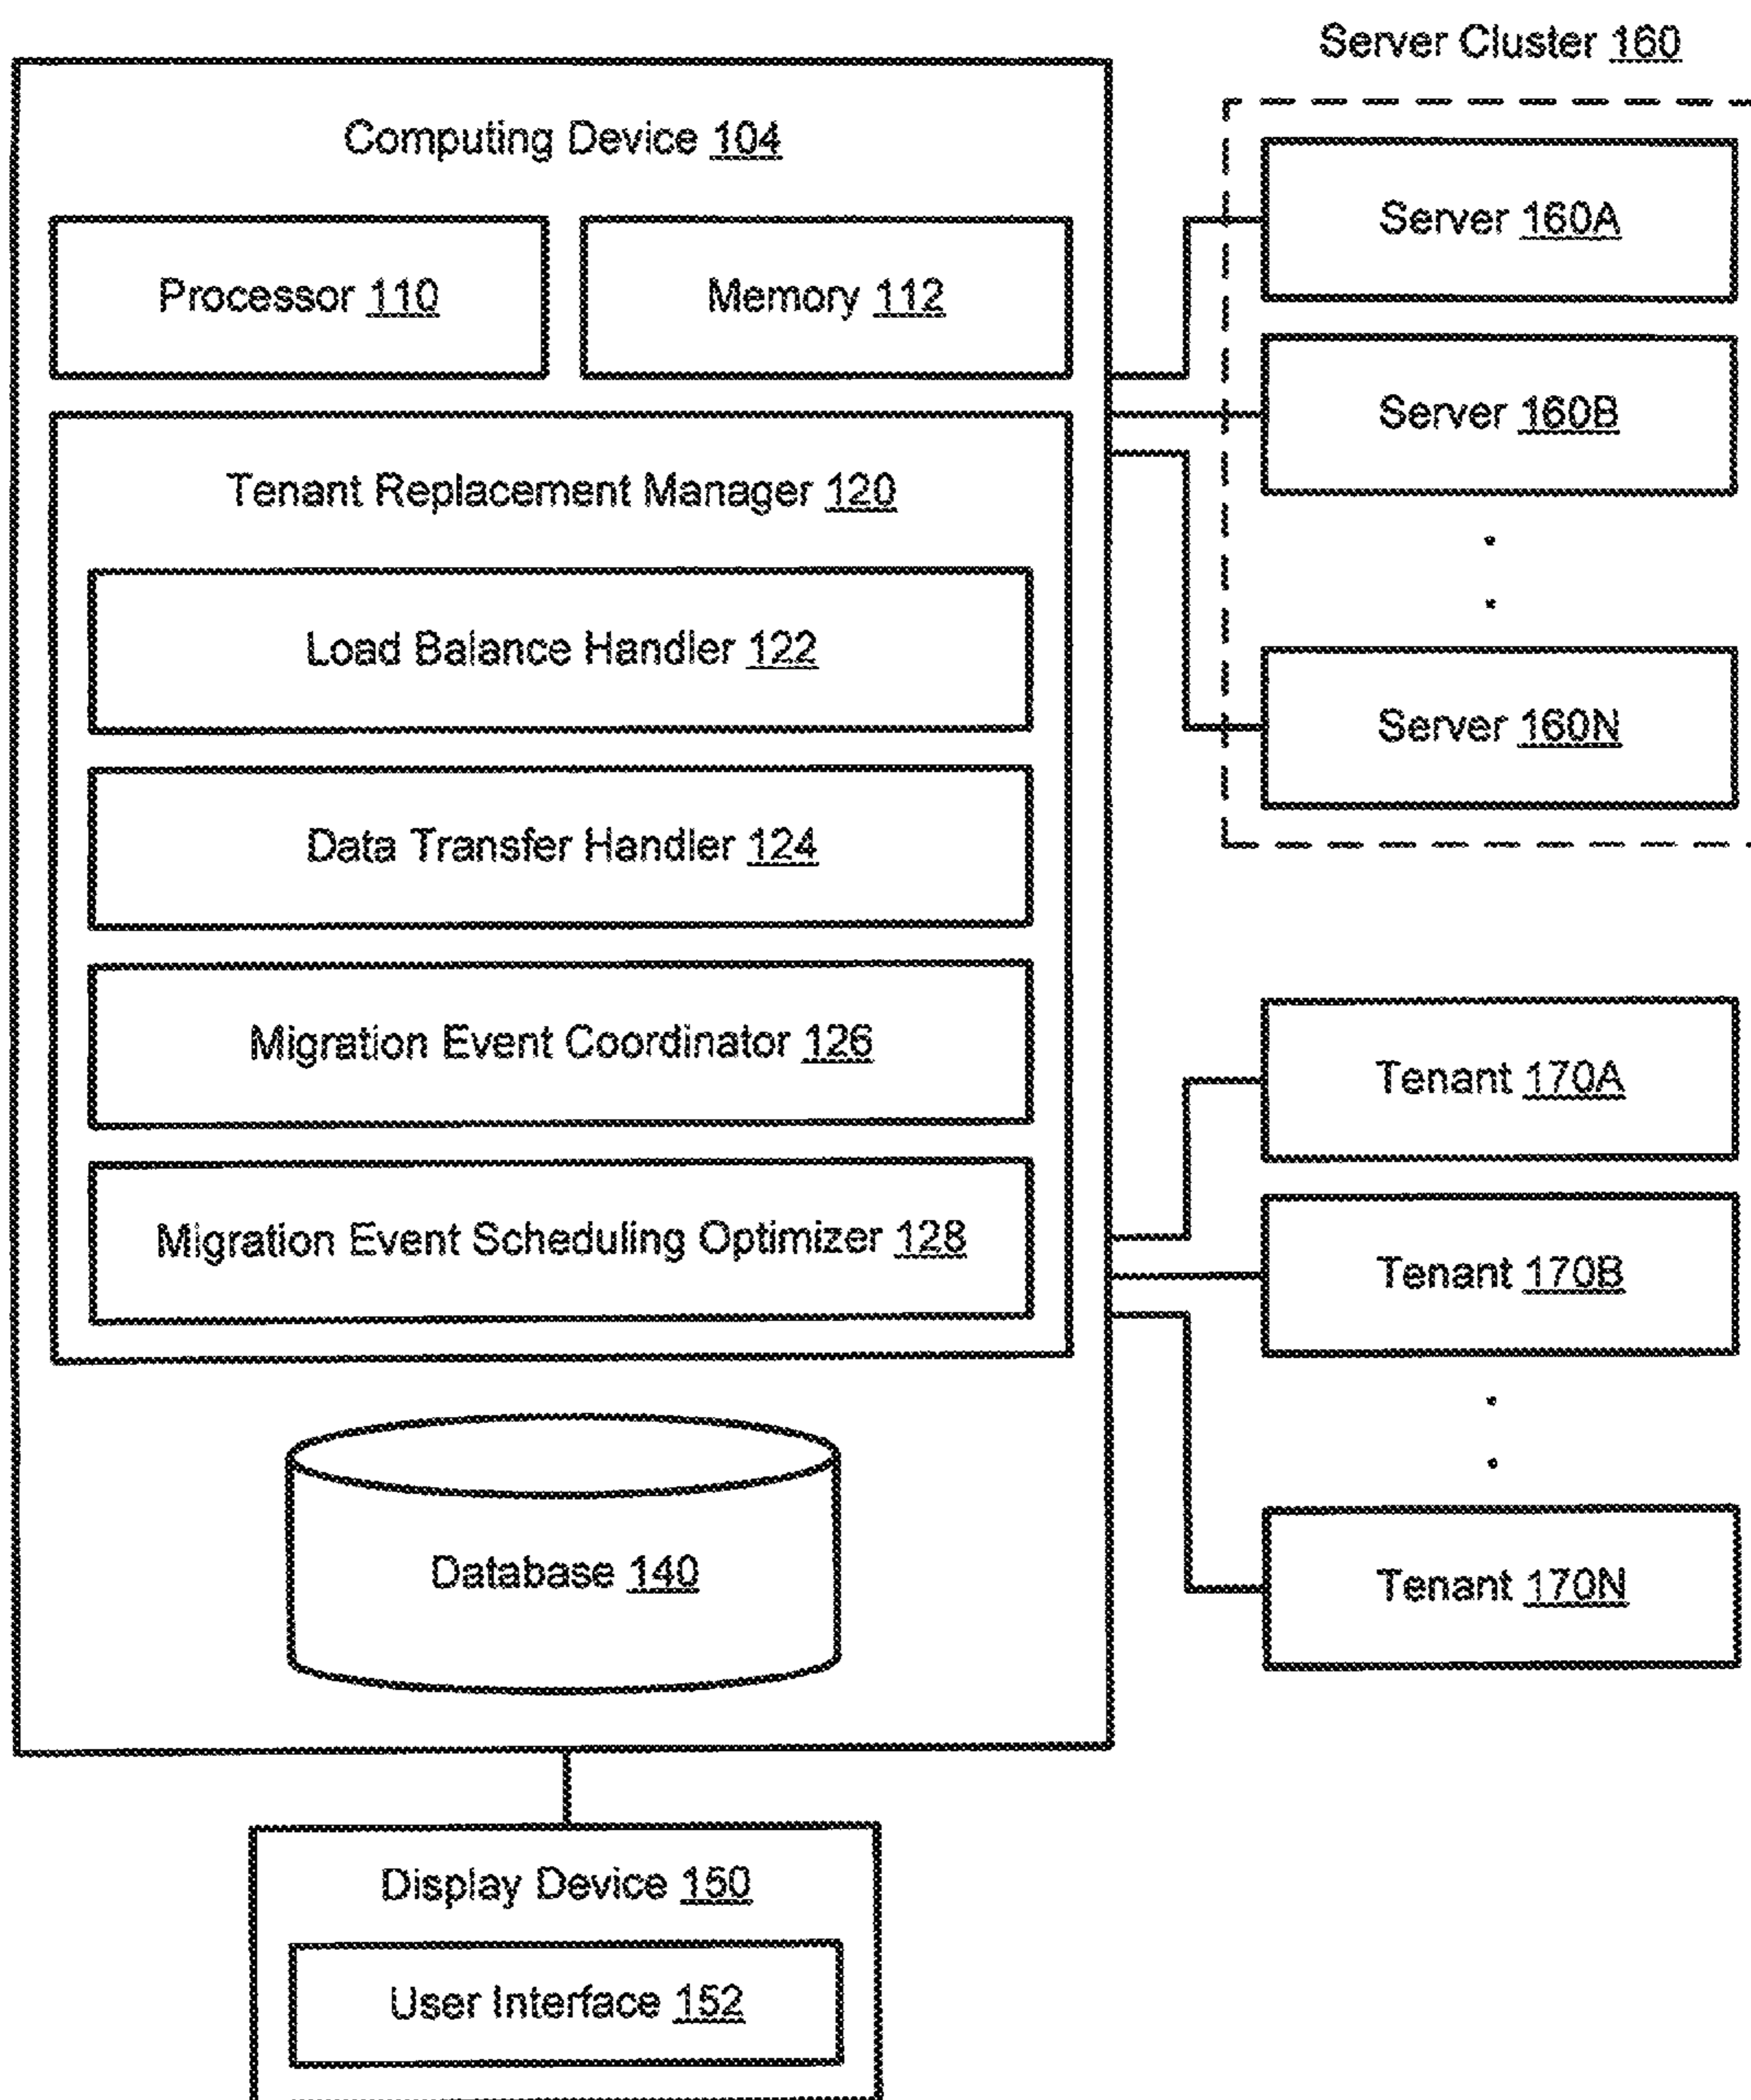 Server Cluster 160
Computing Device 104
Processor 110
Memory 112
Tenant Replacement Manager 120
Load Balance Handler 122
Data Transfer Handler 124
Migration Event Coordinator 126
Migration Event Scheduling Optimizer 128
Database 140
Display Device 150
User Interface 152
Server 160A
Server 160B
Server 160N
Tenant 170A
Tenant 170B
Tenant 170N